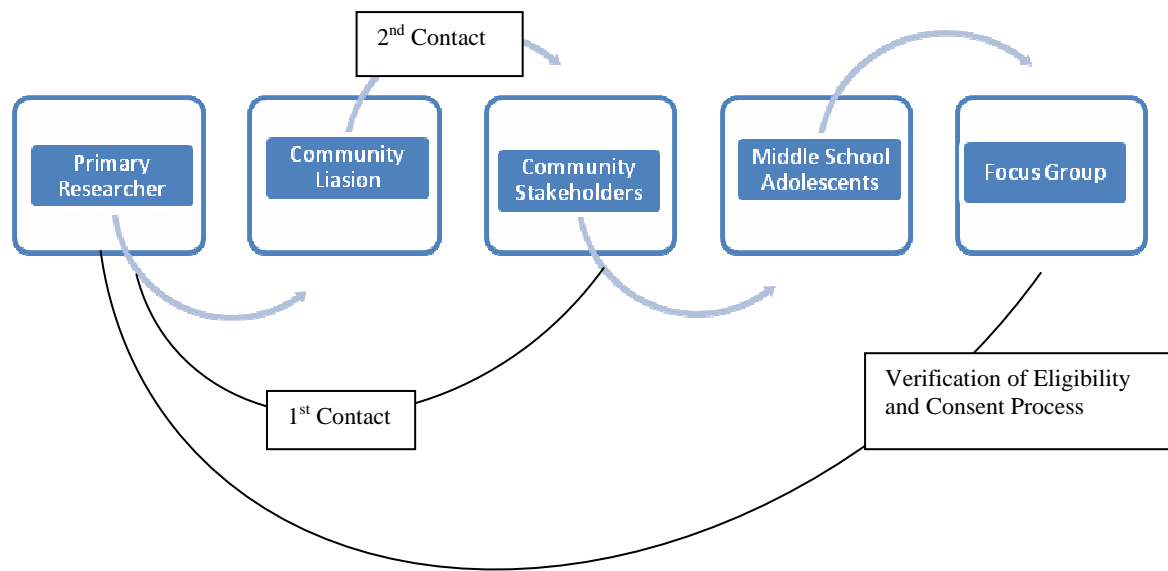 2nd Contact
Primary
Researcher
Community
Liasion
Community
Stakeholders
Middle School
Adolescents
Focus Group
1st Contact
Verification of Eligibility
and Consent Process